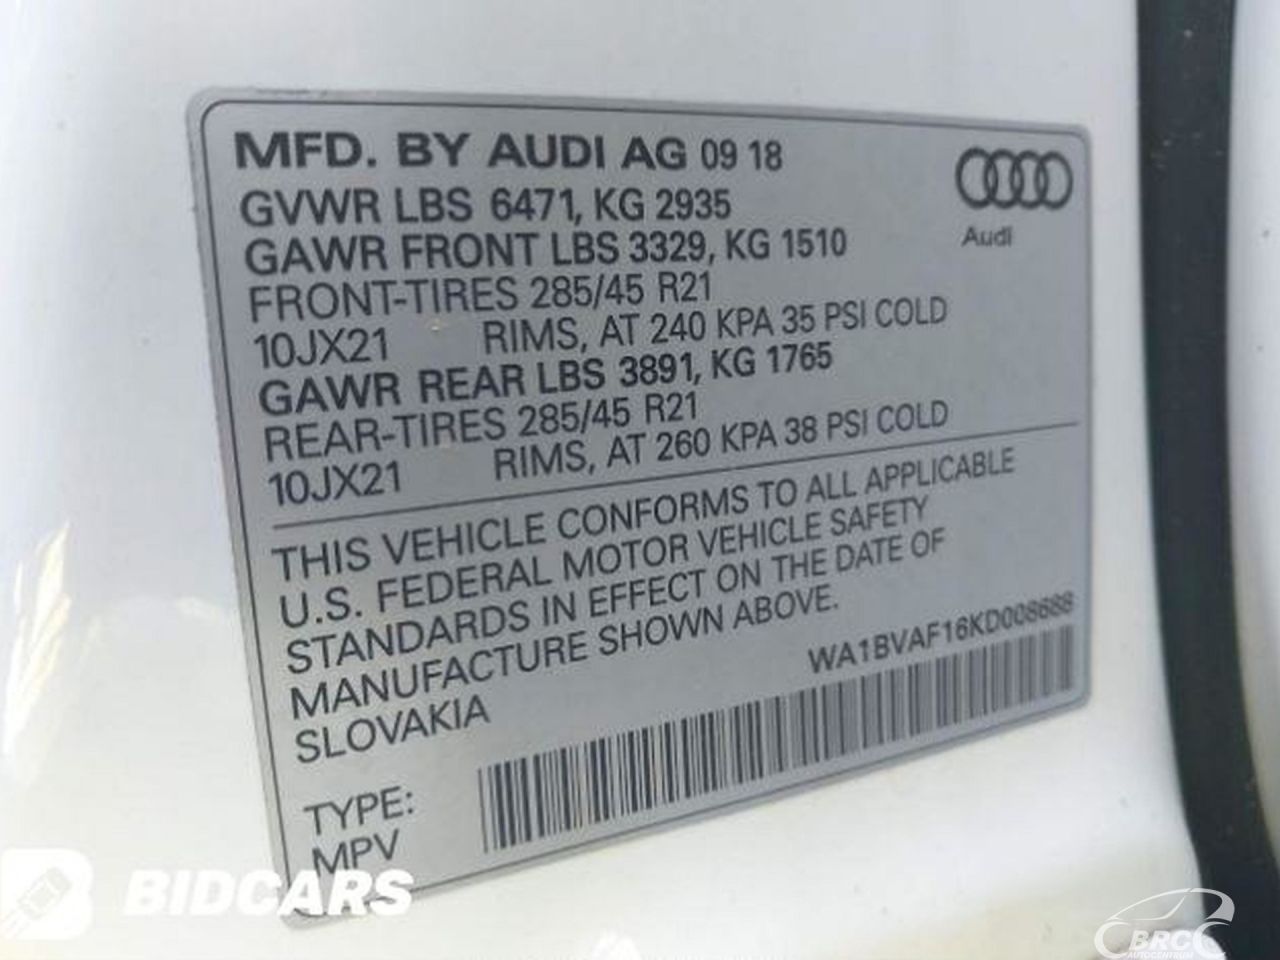 MFD. BY AUDI AG 09 18
GVWR LBS 6471, KG 2935
GAWR FRONT LBS 3329, KG 1510
FRONT-TIRES 285/45 R21
10JX21 RIMS, AT 240 KPA 35 PSI COLD
GAWR REAR LBS 3891, KG 1765
REAR-TIRES 285/45 R21
10JX21 RIMS, AT 260 KPA 38 PSI COLD
Audi
THIS VEHICLE CONFORMS TO ALL APPLICABLE
U.S. FEDERAL MOTOR VEHICLE SAFETY
STANDARDS IN EFFECT ON THE DATE OF
MANUFACTURE SHOWN ABOVE.
SLOVAKIA
WA1BVAF16KD008688
TYPE:
MPV
BIDCARS
BRC
AUTOCENTRUM